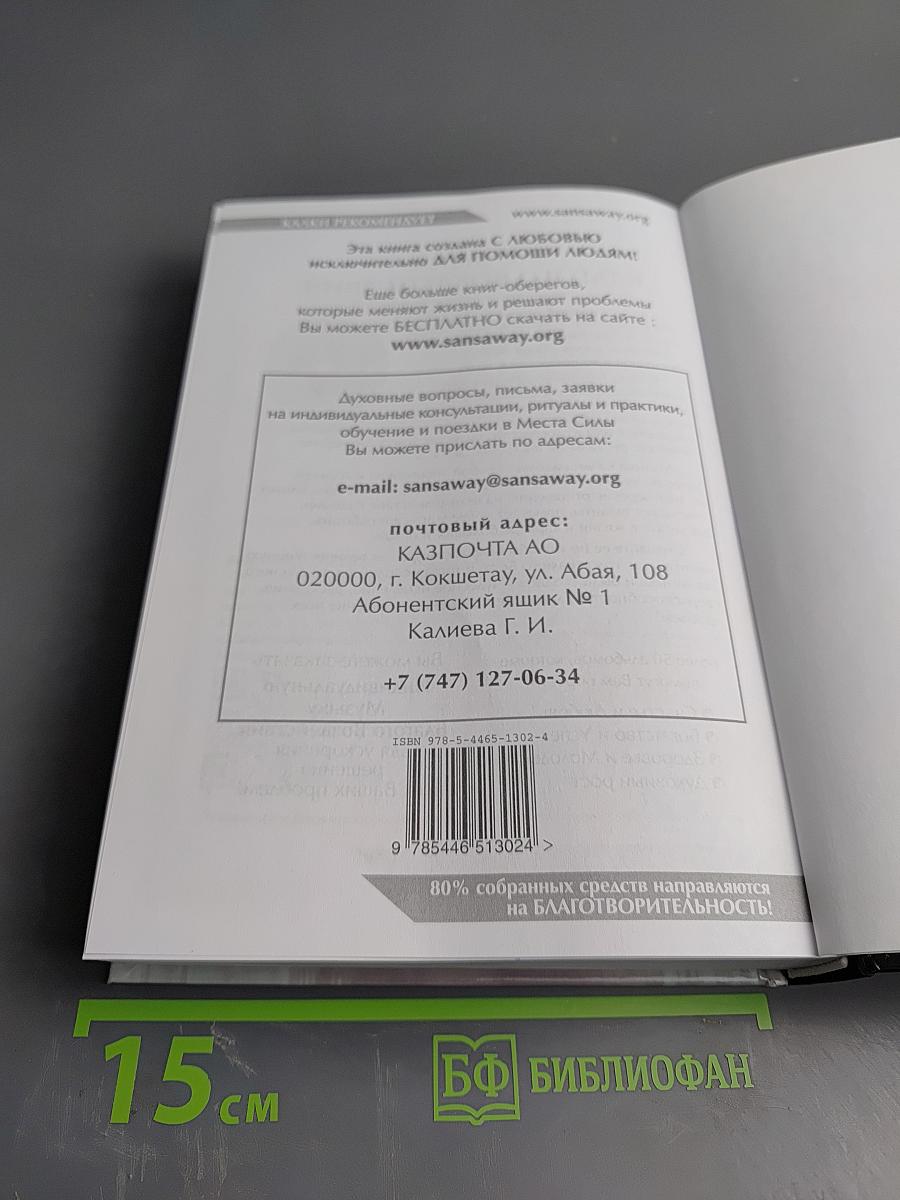 КАЖКИ РЕКОМЕНДУЕТ
www.sansaway.org
Эта книга создана С ЛЮБОВЬЮ
исключительно ДЛЯ ПОМОЩИ ЛЮДЯМ!
Еще больше книг-оберегов,
которые меняют жизнь и решают проблемы
Вы можете БЕСПЛАТНО скачать на сайте :
www.sansaway.org
Духовные вопросы, письма, заявки
на индивидуальные консультации, ритуалы и практики,
обучение и поездки в Места Силы
Вы можете прислать по адресам:
e-mail: sansaway@sansaway.org
почтовый адрес:
КАЗПОЧТА АО
020000, г. Кокшетау, ул. Абая, 108
Абонентский ящик № 1
Калиева Г. И.
+7 (747) 127-06-34
ISBN 978-5-4465-1302-4
9 785446 513024 >
80% собранных средств направляются
на БЛАГОТВОРИТЕЛЬНОСТЬ!
15 см
БФ БИБЛИОФАН